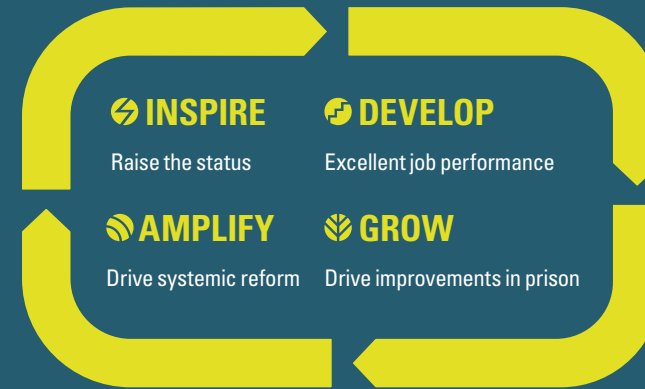 INSPIRE
Raise the status
DEVELOP
Excellent job performance
AMPLIFY
Drive systemic reform
GROW
Drive improvements in prison